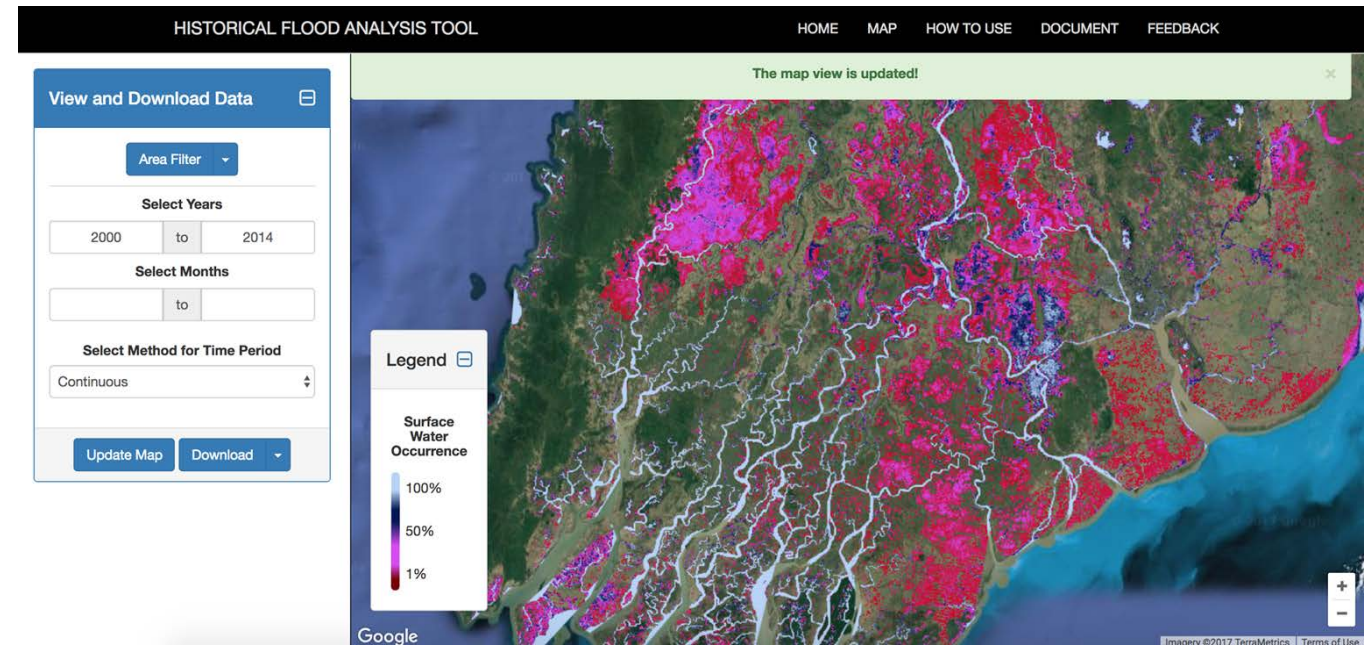 HISTORICAL FLOOD ANALYSIS TOOL
HOME MAP HOW TO USE DOCUMENT FEEDBACK
The map view is updated! ×
View and Download Data
Area Filter
Select Years
2000 to 2014
Select Months
to
Select Method for Time Period
Continuous
Update Map Download
Legend
Surface
Water
Occurrence
100%
50%
1%
+
−
Google
Imagery ©2017 TerraMetrics Terms of Use